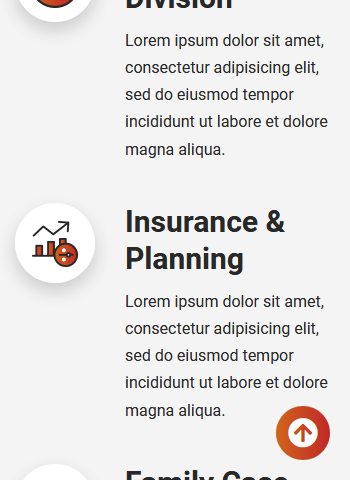 Division
Lorem ipsum dolor sit amet,
consectetur adipisicing elit,
sed do eiusmod tempor
incididunt ut labore et dolore
magna aliqua.
Insurance &
Planning
Lorem ipsum dolor sit amet,
consectetur adipisicing elit,
sed do eiusmod tempor
incididunt ut labore et dolore
magna aliqua.
Family Case